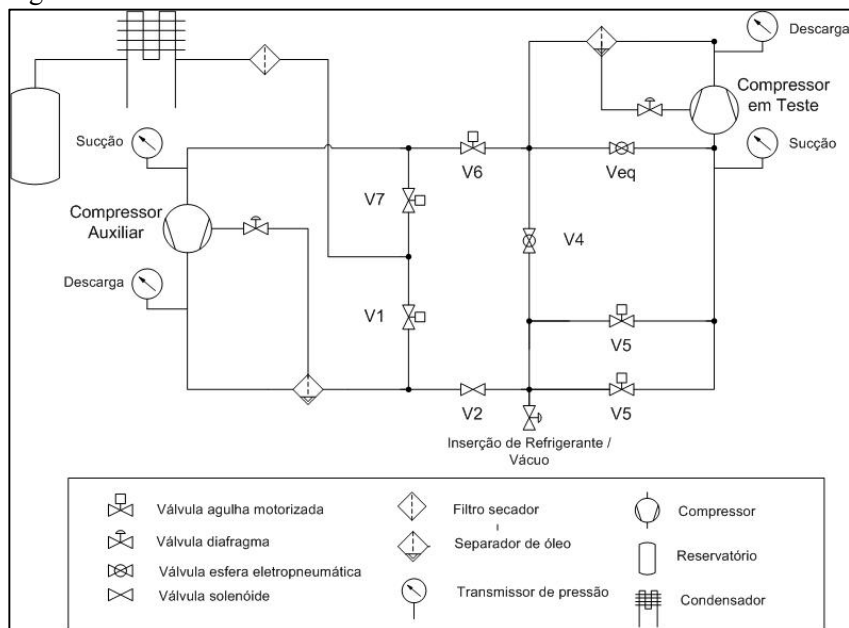 Descarga
Compressor
em Teste
Sucção
Sucção
V6
Veq
V7
Compressor
Auxiliar
V4
Descarga
V1
V5
V2
V5
Inserção de Refrigerante /
Vácuo
Válvula agulha motorizada
Filtro secador
Compressor
Válvula diafragma
Separador de óleo
Reservatório
Válvula esfera eletropneumática
Transmissor de pressão
Condensador
Válvula solenóide